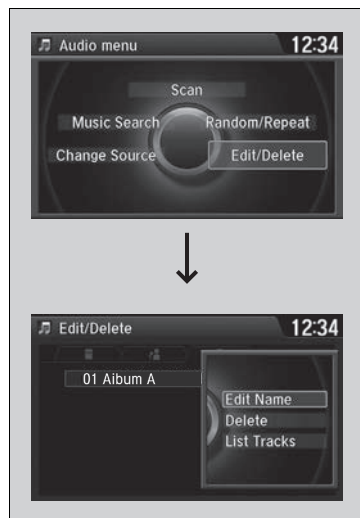 Audio menu 12:34
Scan
Music Search Random/Repeat
Change Source Edit/Delete
Edit/Delete 12:34
01 Aibum A
Edit Name
Delete
List Tracks